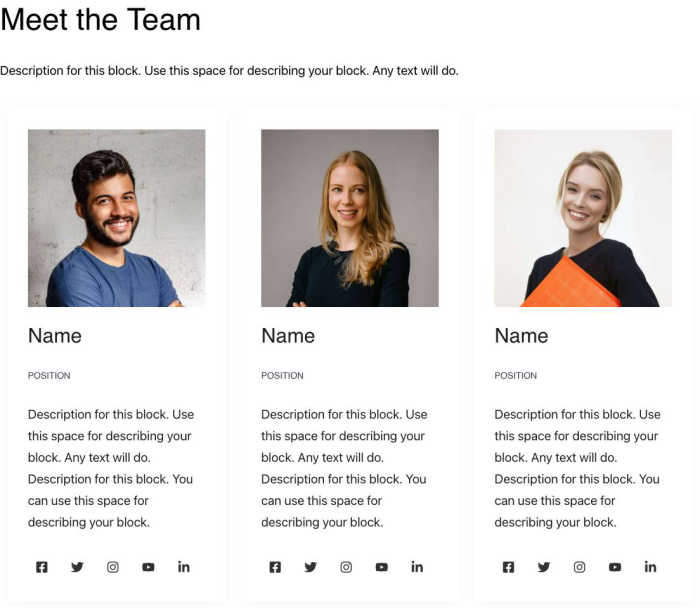 Meet the Team
Description for this block. Use this space for describing your block. Any text will do.
Name
POSITION
Description for this block. Use
this space for describing your
block. Any text will do.
Description for this block. You
can use this space for
describing your block.
Name
POSITION
Description for this block. Use
this space for describing your
block. Any text will do.
Description for this block. You
can use this space for
describing your block.
Name
POSITION
Description for this block. Use
this space for describing your
block. Any text will do.
Description for this block. You
can use this space for
describing your block.